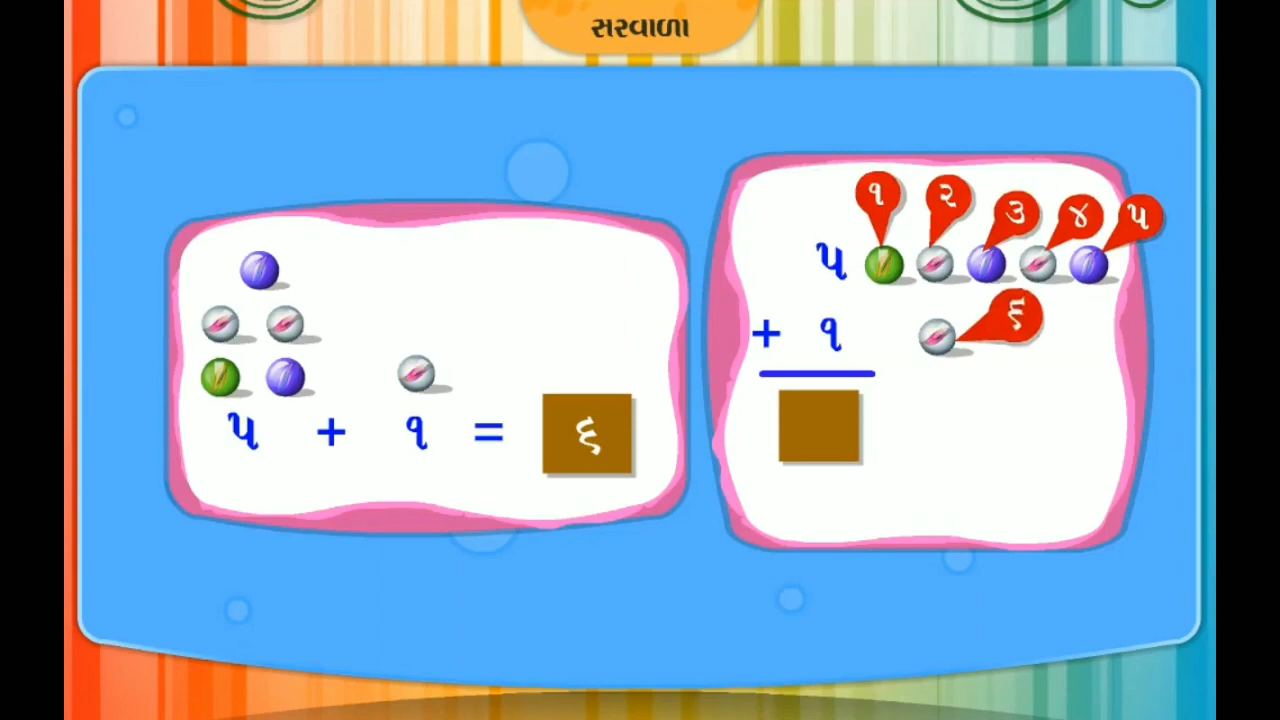 સરવાળા
૫ + ૧ = ૬
૧ ૨ ૩ ૪ ૫
૫
૬
+ ૧